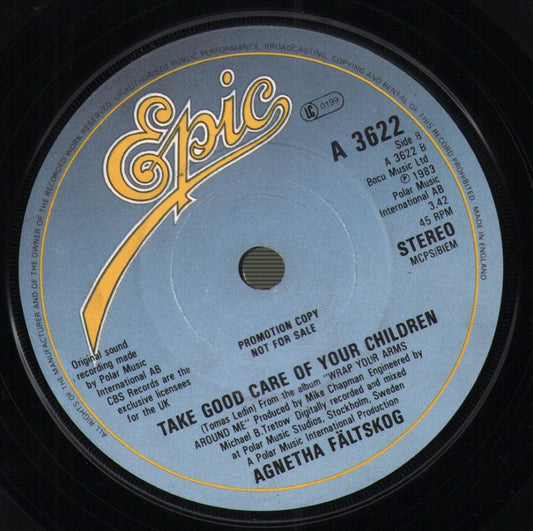 ALL RIGHTS OF THE MANUFACTURER AND OF THE OWNER OF THE RECORDED WORK RESERVED. UNAUTHORISED PUBLIC PERFORMANCE, BROADCASTING, COPYING AND RENTAL OF THIS RECORD PROHIBITED. MADE IN ENGLAND
Epic
LC 0199
A 3622
Side B
A 3622 B
Bocu Music Ltd
℗ 1983
Polar Music
International AB
3.42
45 RPM
STEREO
MCPS/BIEM
Original sound
recording made
by Polar Music
International AB
CBS Records are the
exclusive licensees
for the UK
PROMOTION COPY
NOT FOR SALE
TAKE GOOD CARE OF YOUR CHILDREN
(Tomas Ledin) From the album "WRAP YOUR ARMS
AROUND ME" Produced by Mike Chapman Engineered by
Michael B.Tretow Digitally recorded and mixed
at Polar Music Studios, Stockholm, Sweden
A Polar Music International Production
AGNETHA FÄLTSKOG